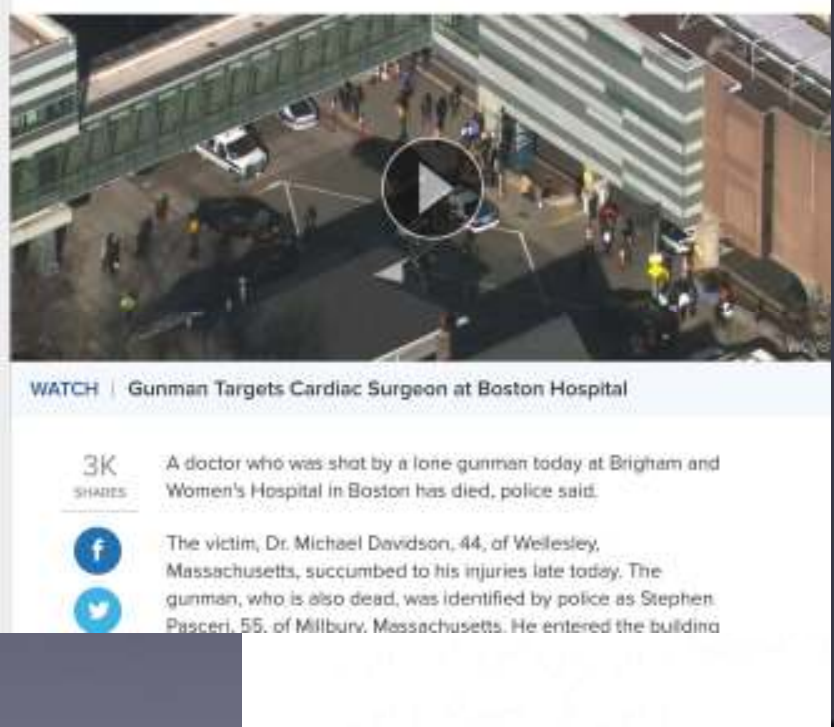 WATCH | Gunman Targets Cardiac Surgeon at Boston Hospital
3K
SHARES
A doctor who was shot by a lone gunman today at Brigham and
Women's Hospital in Boston has died, police said.
The victim, Dr. Michael Davidson, 44, of Wellesley,
Massachusetts, succumbed to his injuries late today. The
gunman, who is also dead, was identified by police as Stephen
Pasceri, 55, of Millbury, Massachusetts. He entered the building